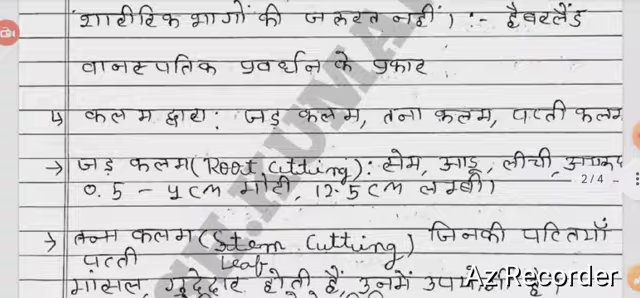 शारीरिक भागों की जरूरत नहीं। :- हैबरलैंड
वानस्पतिक प्रवर्धन के प्रकार
↳ कलम द्वारा: जड़ कलम, तना कलम, पत्ती कलम
→ जड़ कलम (Root Cutting): सेम, आडू, लीची,
0.5 - 4 cm मोटी, 12.5 cm लम्बी।
2/4
→ कलम (Stem Cutting) जिनकी पत्तियाँ
पत्ती Leaf
मांसल, गूदेदार होती हैं, उनमें
AZ Recorder